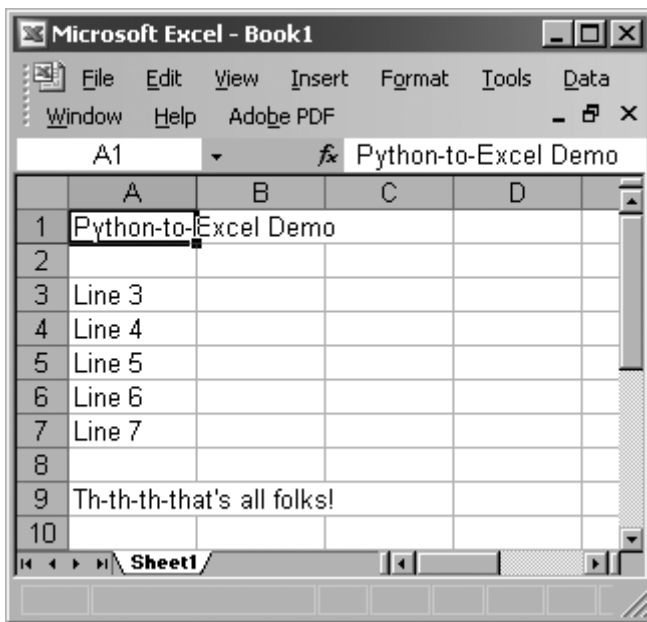 Microsoft Excel - Book1
File Edit View Insert Format Tools Data
Window Help Adobe PDF
A1 fx Python-to-Excel Demo
A B C D
1 Python-to-Excel Demo
2
3 Line 3
4 Line 4
5 Line 5
6 Line 6
7 Line 7
8
9 Th-th-th-that's all folks!
10
Sheet1